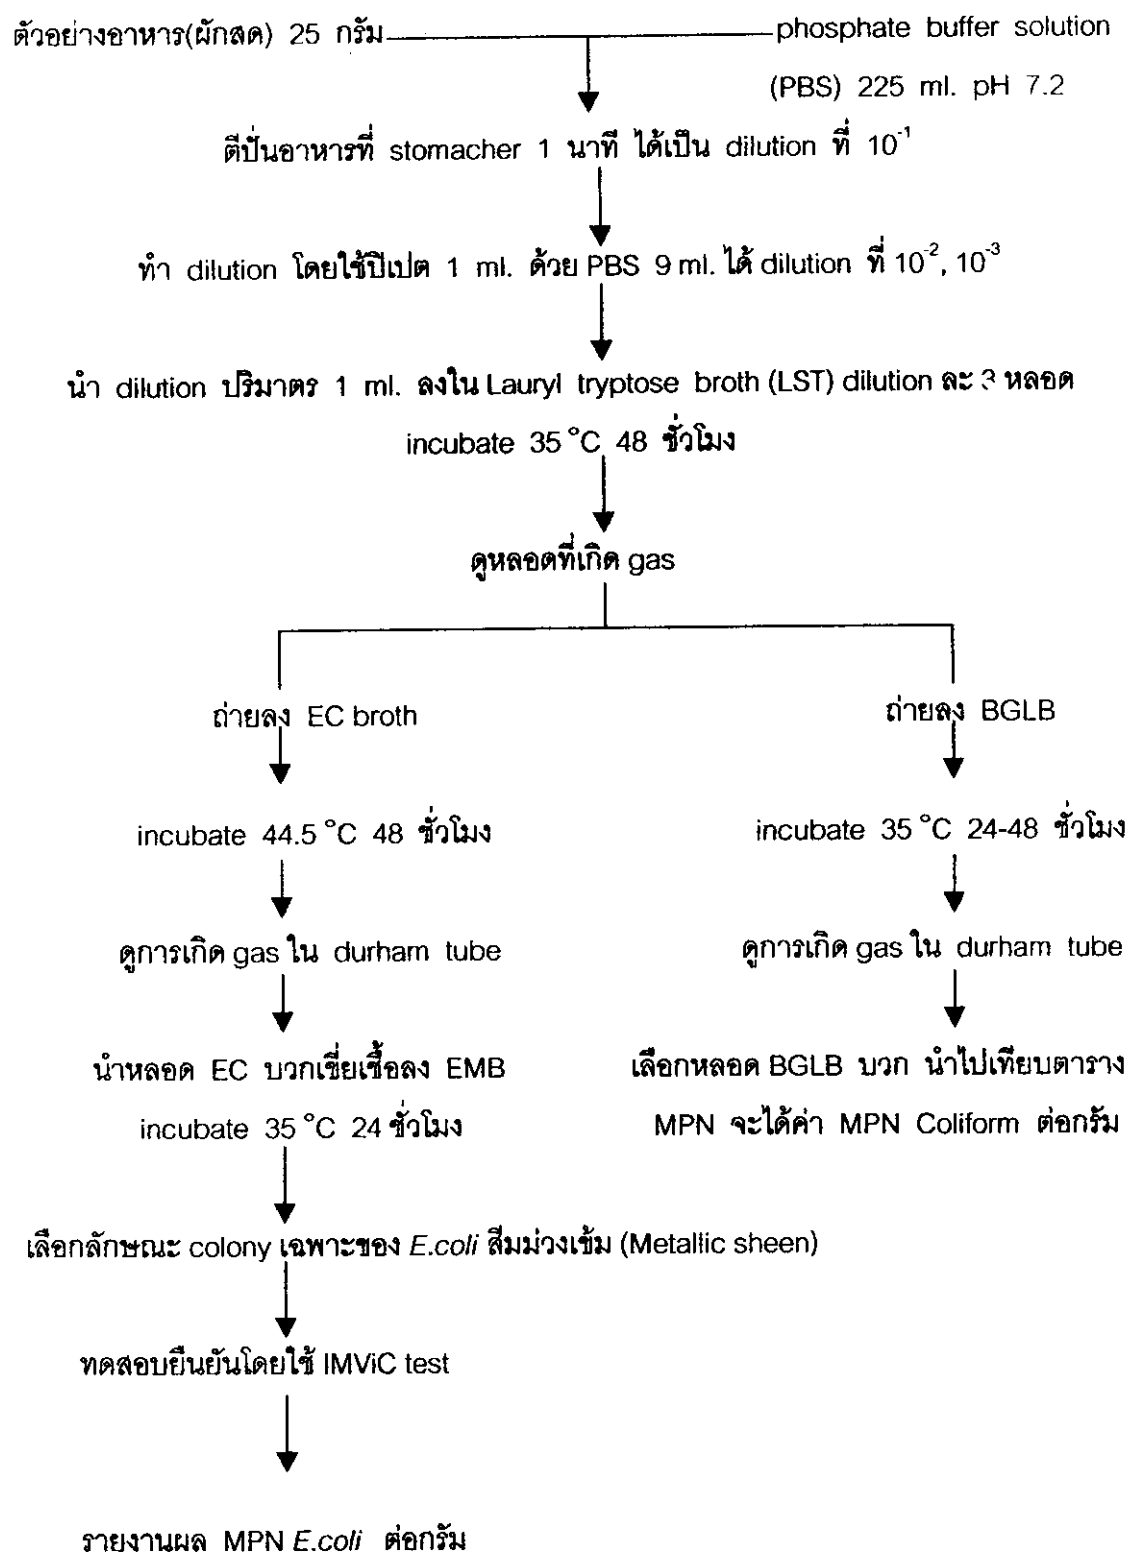 ตัวอย่างอาหาร(ผักสด) 25 กรัม
phosphate buffer solution
(PBS) 225 ml. pH 7.2
ตีปั่นอาหารที่ stomacher 1 นาที ได้เป็น dilution ที่ 10⁻¹
ทำ dilution โดยใช้ปิเปต 1 ml. ด้วย PBS 9 ml. ได้ dilution ที่ 10⁻², 10⁻³
นำ dilution ปริมาตร 1 ml. ลงใน Lauryl tryptose broth (LST) dilution ละ 3 หลอด
incubate 35 °C 48 ชั่วโมง
ดูหลอดที่เกิด gas
ถ่ายลง EC broth
incubate 44.5 °C 48 ชั่วโมง
ดูการเกิด gas ใน durham tube
นำหลอด EC บวกเขี่ยเชื้อลง EMB
incubate 35 °C 24 ชั่วโมง
เลือกลักษณะ colony เฉพาะของ E.coli สีมม่วงเข้ม (Metallic sheen)
ทดสอบยืนยันโดยใช้ IMViC test
รายงานผล MPN E.coli ต่อกรัม
ถ่ายลง BGLB
incubate 35 °C 24-48 ชั่วโมง
ดูการเกิด gas ใน durham tube
เลือกหลอด BGLB บวก นำไปเทียบตาราง
MPN จะได้ค่า MPN Coliform ต่อกรัม